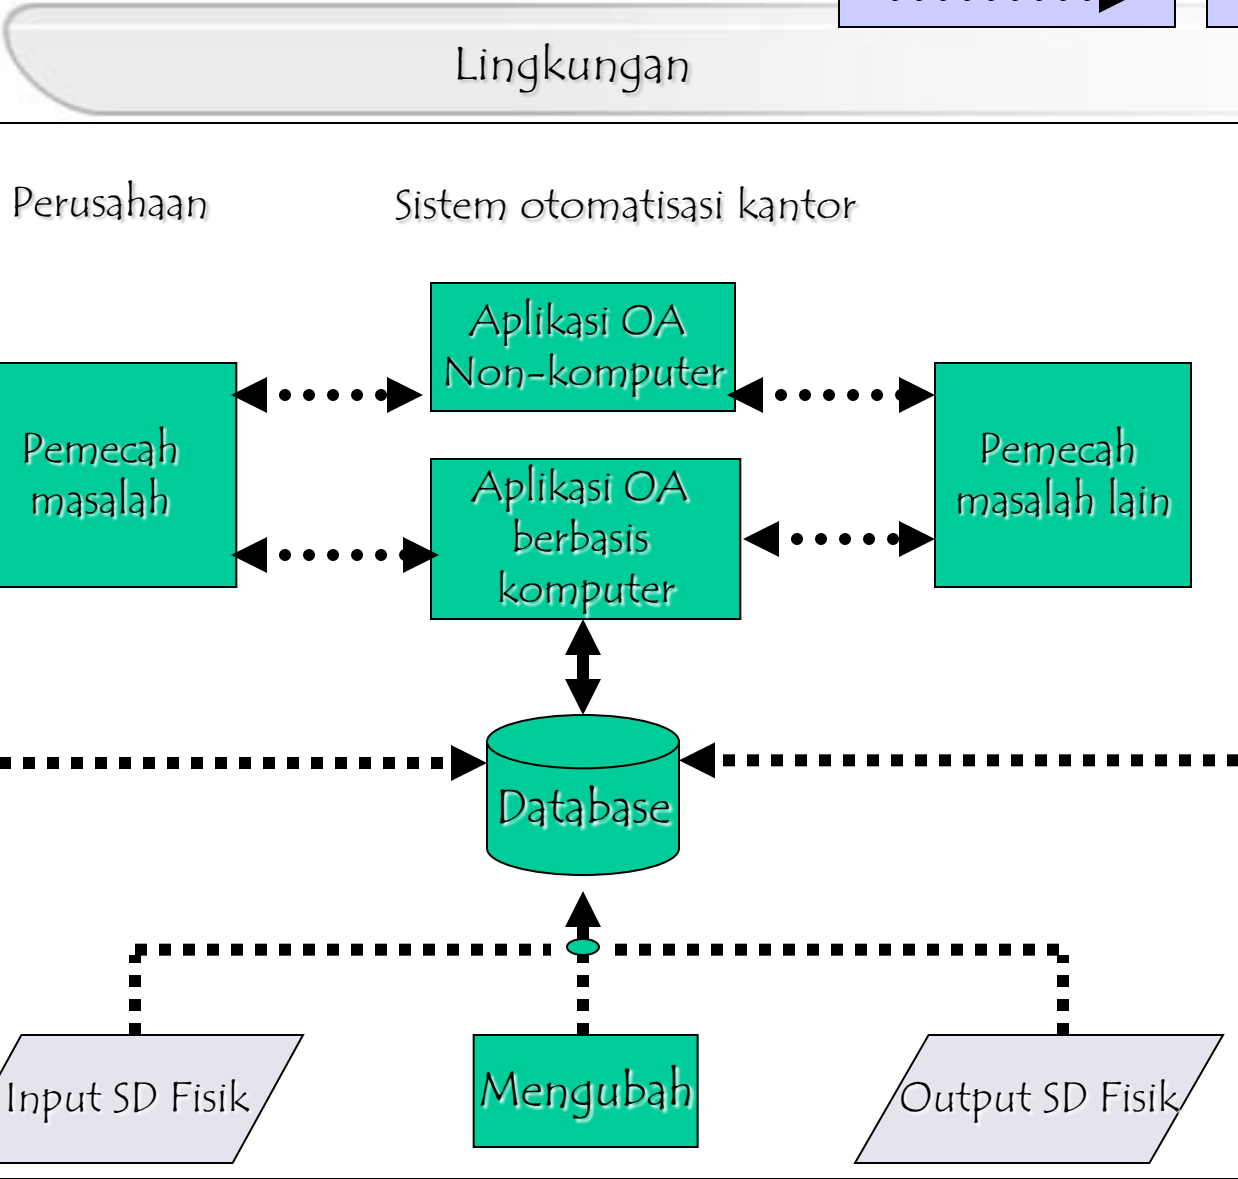 Lingkungan
Perusahaan
Sistem otomatisasi kantor
Aplikasi OA
Non-komputer
Pemecah
masalah
Aplikasi OA
berbasis
komputer
Pemecah
masalah lain
Database
Input SD Fisik
Mengubah
Output SD Fisik